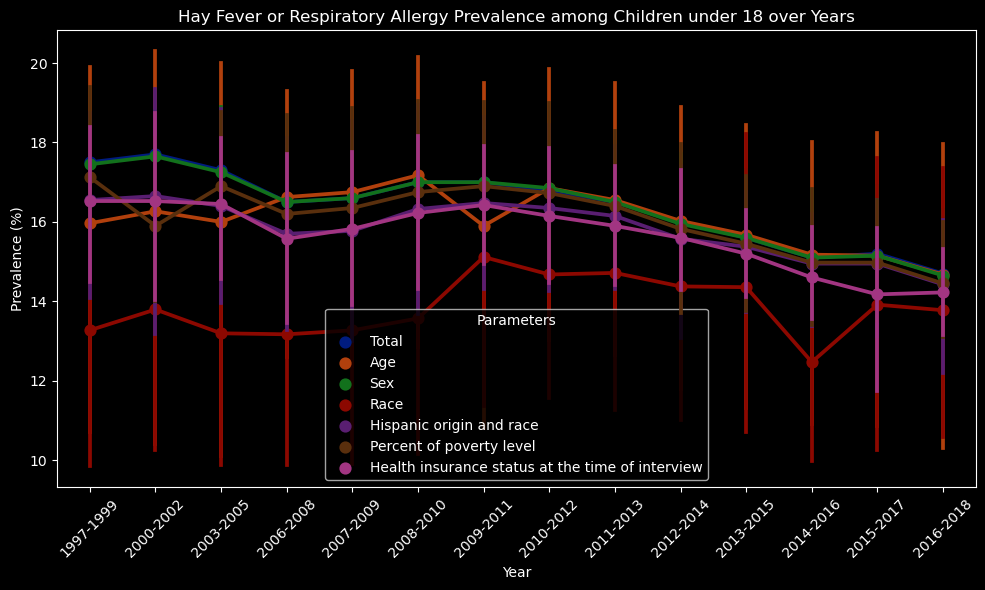 Hay Fever or Respiratory Allergy Prevalence among Children under 18 over Years
Prevalence (%)
20
18
16
14
12
10
Parameters
Total
Age
Sex
Race
Hispanic origin and race
Percent of poverty level
Health insurance status at the time of interview
1997-1999
2000-2002
2003-2005
2006-2008
2007-2009
2008-2010
2009-2011
2010-2012
2011-2013
2012-2014
2013-2015
2014-2016
2015-2017
2016-2018
Year